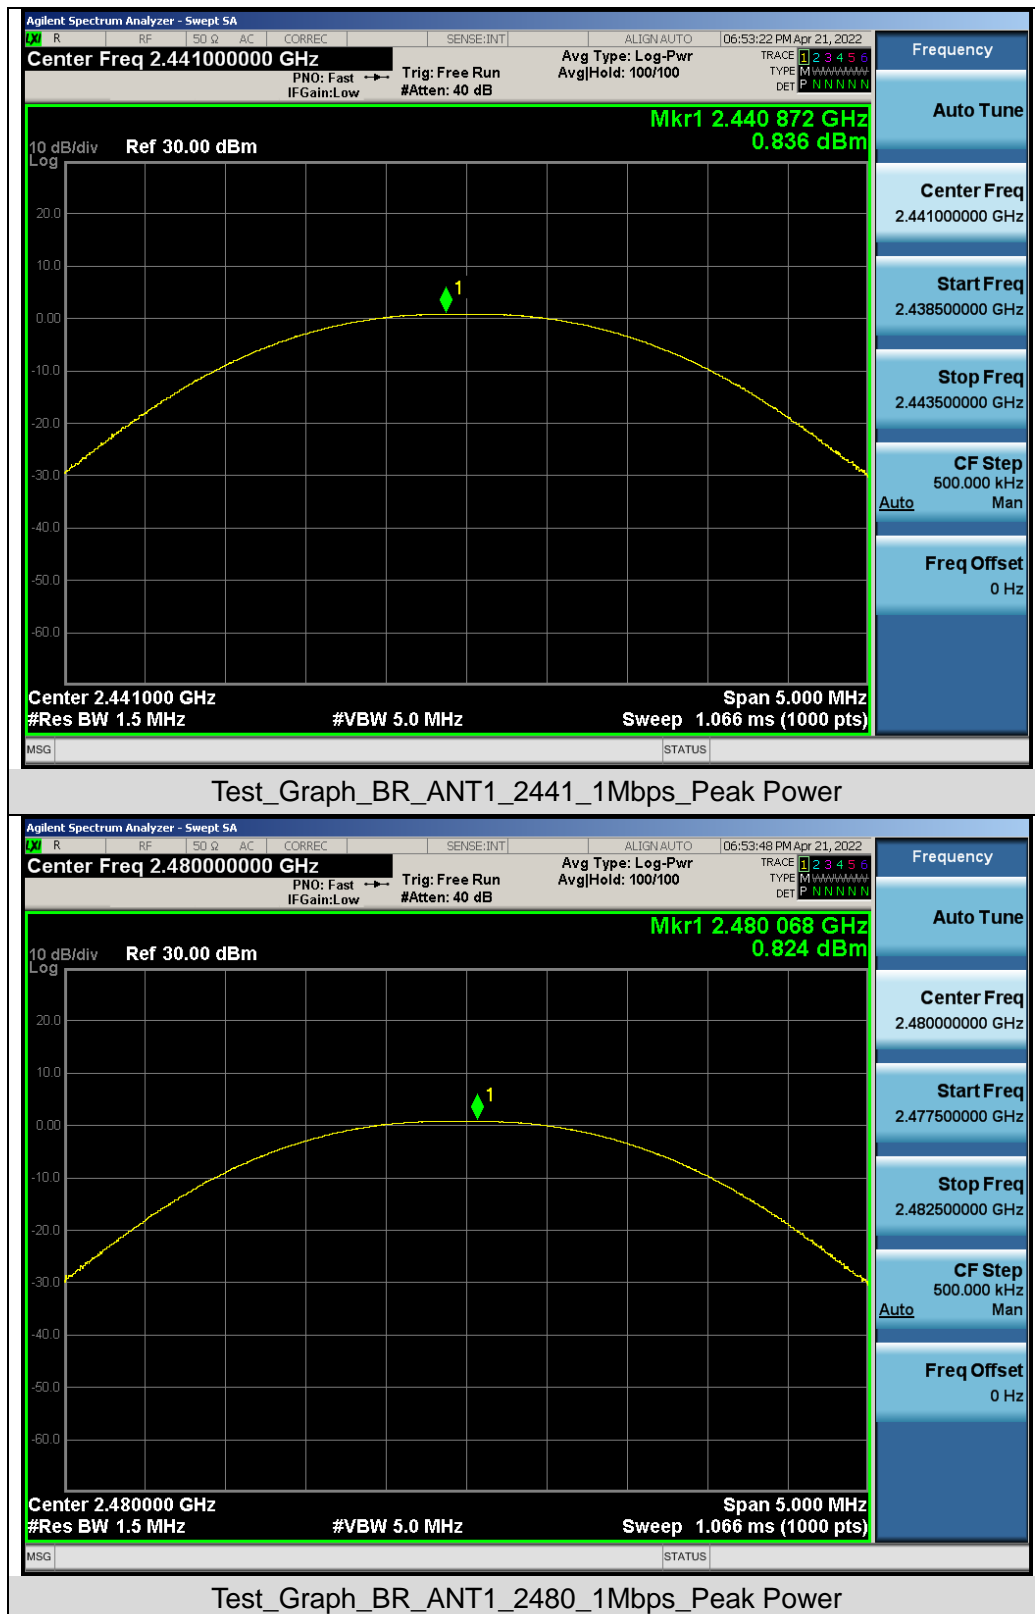 Agilent Spectrum Analyzer - Swept SA
LXI R RF 50 Ω AC CORREC SENSE:INT ALIGN AUTO 06:53:22 PM Apr 21, 2022
Center Freq 2.441000000 GHz
PNO: Fast
IFGain:Low
Trig: Free Run
#Atten: 40 dB
Avg Type: Log-Pwr
Avg|Hold: 100/100
TRACE 1 2 3 4 5 6
TYPE M
DET P N N N N N
Mkr1 2.440 872 GHz
0.836 dBm
10 dB/div Ref 30.00 dBm
Log
20.0
10.0
0.00
-10.0
-20.0
-30.0
-40.0
-50.0
-60.0
1
Center 2.441000 GHz Span 5.000 MHz
#Res BW 1.5 MHz #VBW 5.0 MHz Sweep 1.066 ms (1000 pts)
MSG STATUS
Frequency
Auto Tune
Center Freq
2.441000000 GHz
Start Freq
2.438500000 GHz
Stop Freq
2.443500000 GHz
CF Step
500.000 kHz
Auto Man
Freq Offset
0 Hz
Test_Graph_BR_ANT1_2441_1Mbps_Peak Power
Agilent Spectrum Analyzer - Swept SA
LXI R RF 50 Ω AC CORREC SENSE:INT ALIGN AUTO 06:53:48 PM Apr 21, 2022
Center Freq 2.480000000 GHz
PNO: Fast
IFGain:Low
Trig: Free Run
#Atten: 40 dB
Avg Type: Log-Pwr
Avg|Hold: 100/100
TRACE 1 2 3 4 5 6
TYPE M
DET P N N N N N
Mkr1 2.480 068 GHz
0.824 dBm
10 dB/div Ref 30.00 dBm
Log
20.0
10.0
0.00
-10.0
-20.0
-30.0
-40.0
-50.0
-60.0
1
Center 2.480000 GHz Span 5.000 MHz
#Res BW 1.5 MHz #VBW 5.0 MHz Sweep 1.066 ms (1000 pts)
MSG STATUS
Frequency
Auto Tune
Center Freq
2.480000000 GHz
Start Freq
2.477500000 GHz
Stop Freq
2.482500000 GHz
CF Step
500.000 kHz
Auto Man
Freq Offset
0 Hz
Test_Graph_BR_ANT1_2480_1Mbps_Peak Power